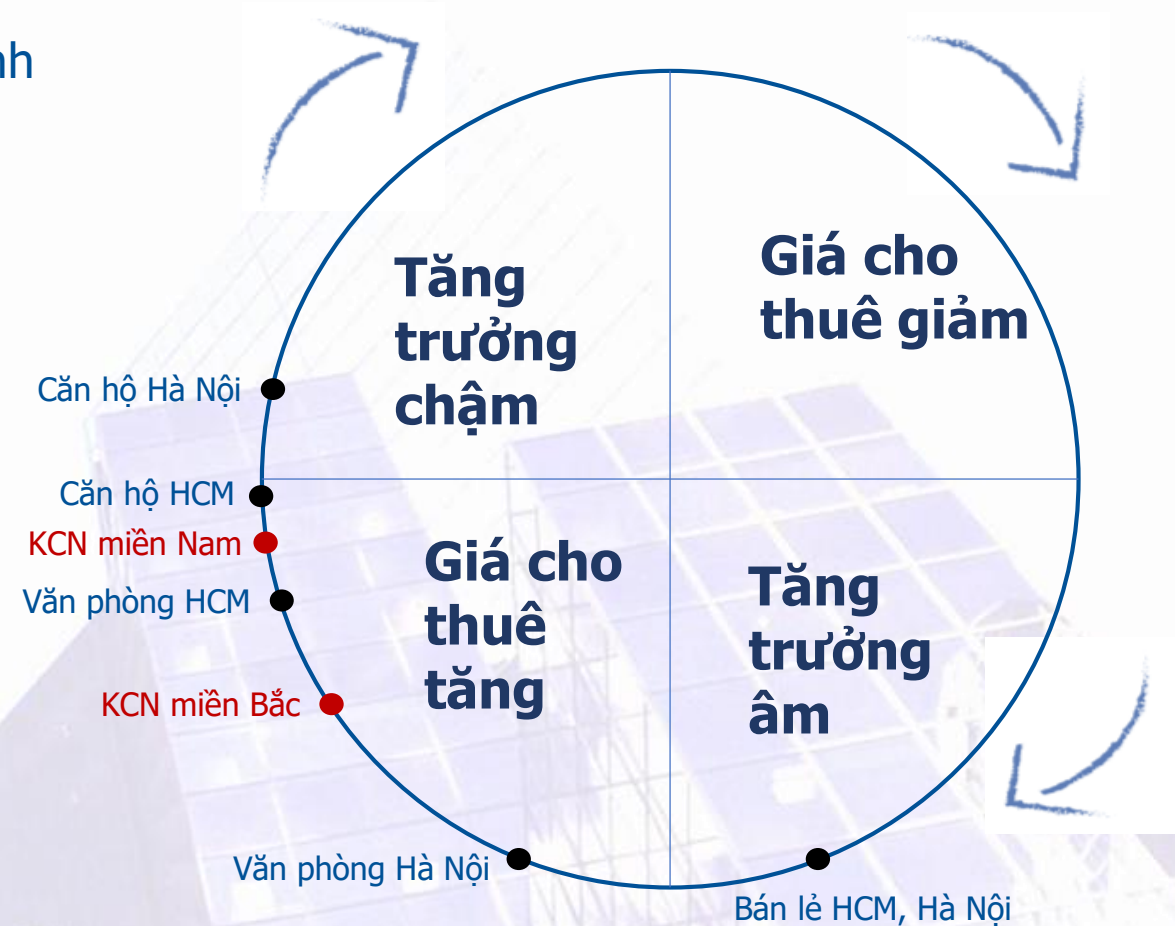 nh
Tăng
trưởng
chậm
Giá cho
thuê giảm
Căn hộ Hà Nội
Căn hộ HCM
KCN miền Nam
Văn phòng HCM
KCN miền Bắc
Giá cho
thuê
tăng
Tăng
trưởng
âm
Văn phòng Hà Nội
Bán lẻ HCM, Hà Nội